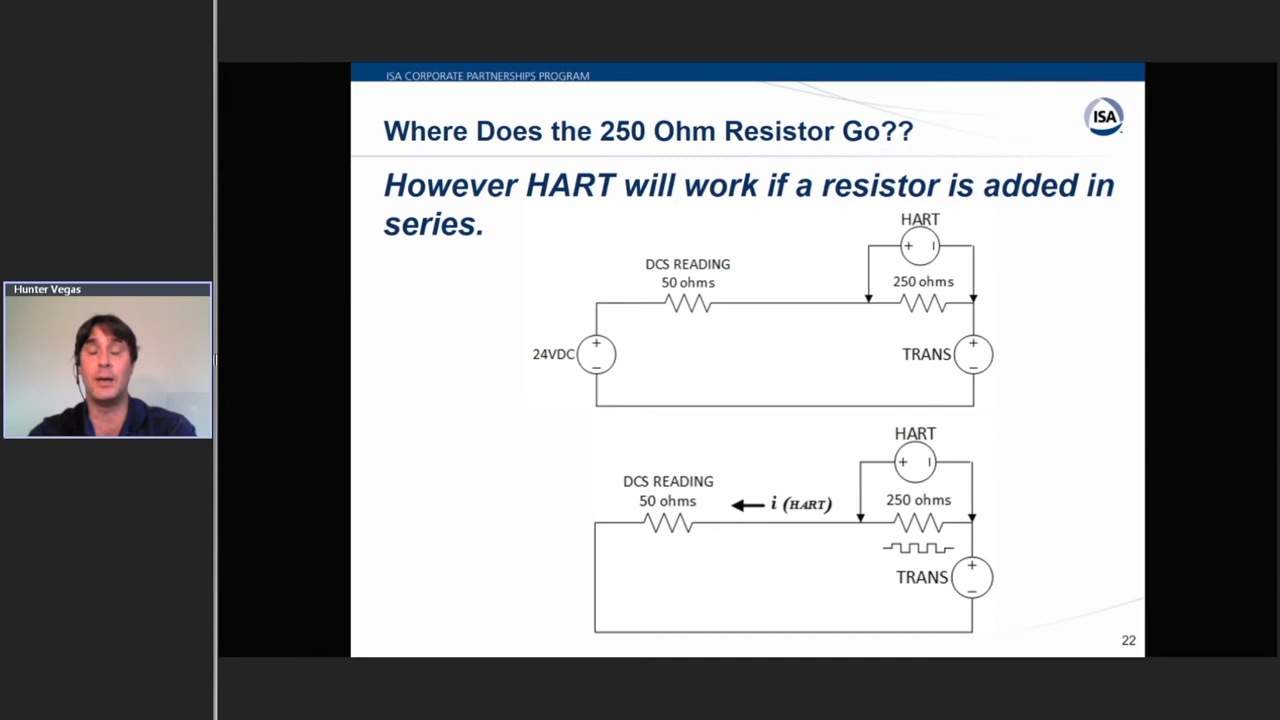 Hunter Vegas
ISA CORPORATE PARTNERSHIPS PROGRAM
ISA
Where Does the 250 Ohm Resistor Go??
However HART will work if a resistor is added in
series.
HART
+
DCS READING
50 ohms
250 ohms
24VDC
+
−
TRANS
+
−
HART
+
DCS READING
50 ohms
i (HART)
250 ohms
TRANS
+
−
22